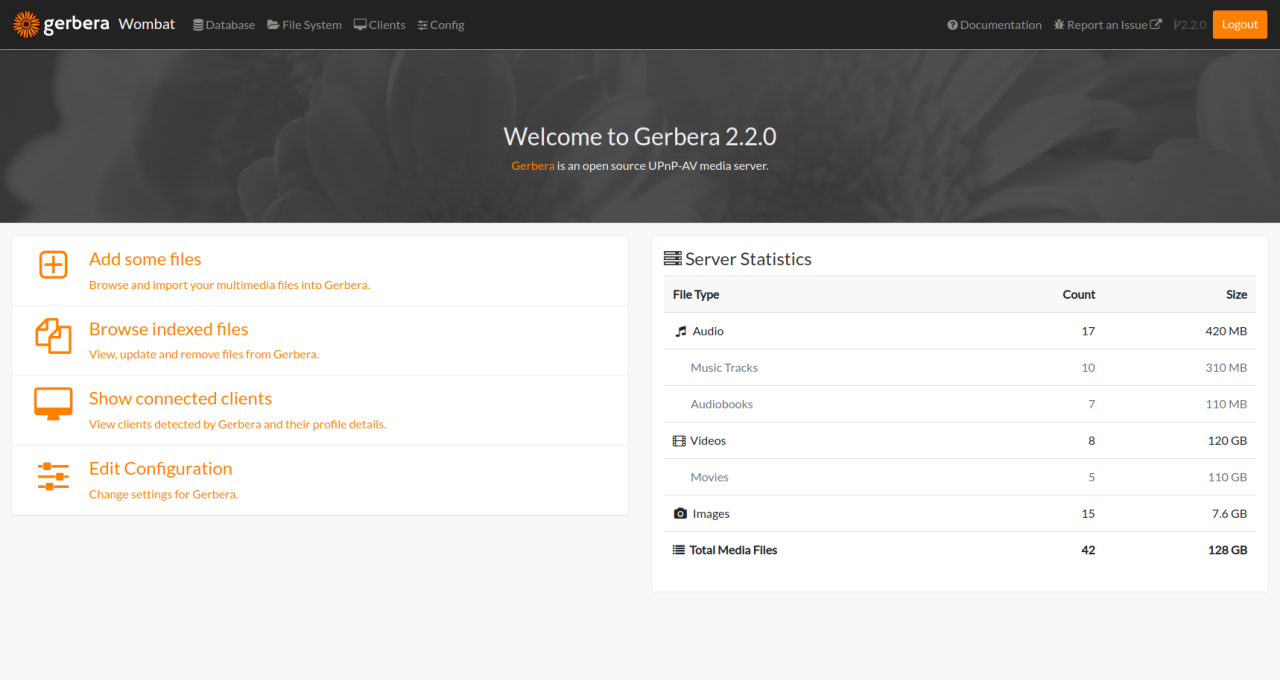 gerbera Wombat Database File System Clients Config Documentation Report an Issue 2.2.0 Logout
Welcome to Gerbera 2.2.0
Gerbera is an open source UPnP-AV media server.
Add some files
Browse and import your multimedia files into Gerbera.
Browse indexed files
View, update and remove files from Gerbera.
Show connected clients
View clients detected by Gerbera and their profile details.
Edit Configuration
Change settings for Gerbera.
Server Statistics
File Type Count Size
Audio 17 420 MB
Music Tracks 10 310 MB
Audiobooks 7 110 MB
Videos 8 120 GB
Movies 5 110 GB
Images 15 7.6 GB
Total Media Files 42 128 GB